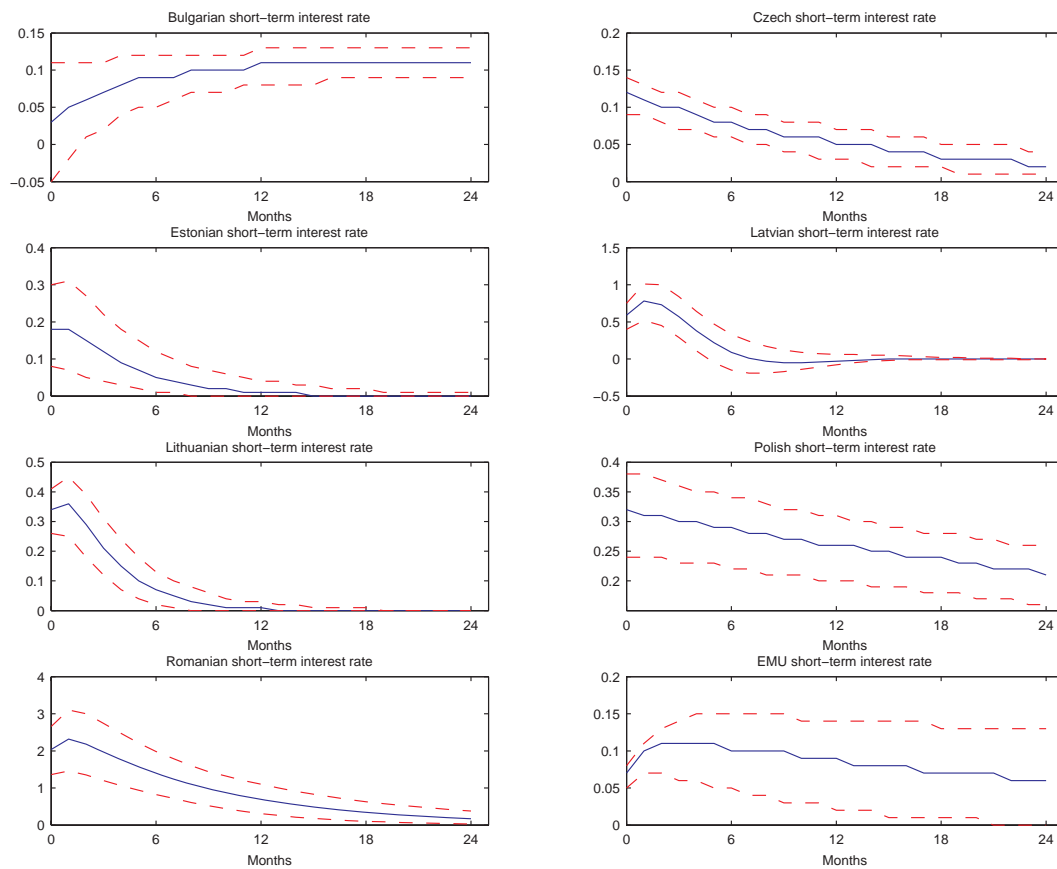 Bulgarian short−term interest rate
0.15
0.1
0.05
0
−0.05
0 6 12 18 24
Months
Czech short−term interest rate
0.2
0.15
0.1
0.05
0
0 6 12 18 24
Months
Estonian short−term interest rate
0.4
0.3
0.2
0.1
0
0 6 12 18 24
Months
Latvian short−term interest rate
1.5
1
0.5
0
−0.5
0 6 12 18 24
Months
Lithuanian short−term interest rate
0.5
0.4
0.3
0.2
0.1
0
0 6 12 18 24
Months
Polish short−term interest rate
0.4
0.35
0.3
0.25
0.2
0 6 12 18 24
Months
Romanian short−term interest rate
4
3
2
1
0
0 6 12 18 24
Months
EMU short−term interest rate
0.2
0.15
0.1
0.05
0
0 6 12 18 24
Months